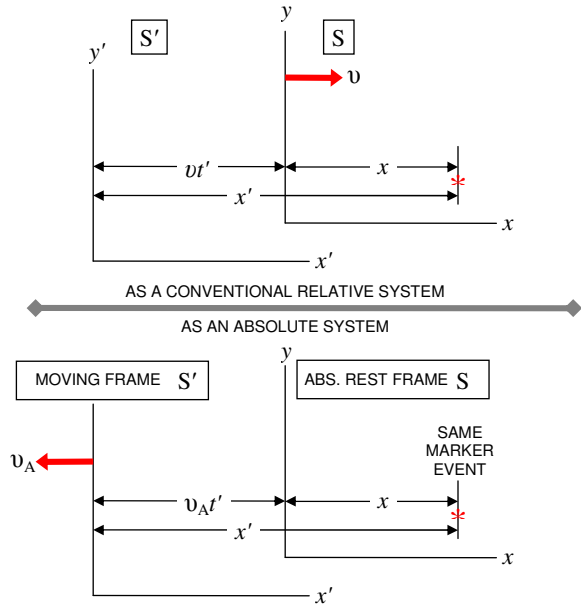 y
S′ S
y′
υ
υt′ x
x′
x
x′
AS A CONVENTIONAL RELATIVE SYSTEM
AS AN ABSOLUTE SYSTEM
y
MOVING FRAME S′ ABS. REST FRAME S
SAME
MARKER
EVENT
υA
υAt′ x
x′
x
x′